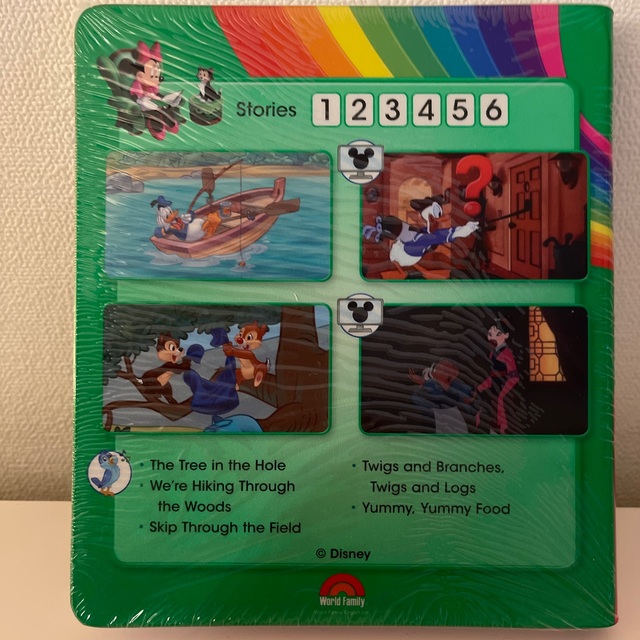 Stories 1 2 3 4 5 6
?
• The Tree in the Hole
• We're Hiking Through
the Woods
• Skip Through the Field
• Twigs and Branches,
Twigs and Logs
• Yummy, Yummy Food
© Disney
World Family